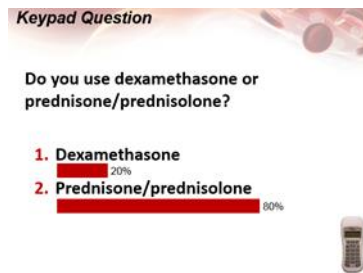 Keypad Question
Do you use dexamethasone or
prednisone/prednisolone?
1. Dexamethasone
20%
2. Prednisone/prednisolone
80%